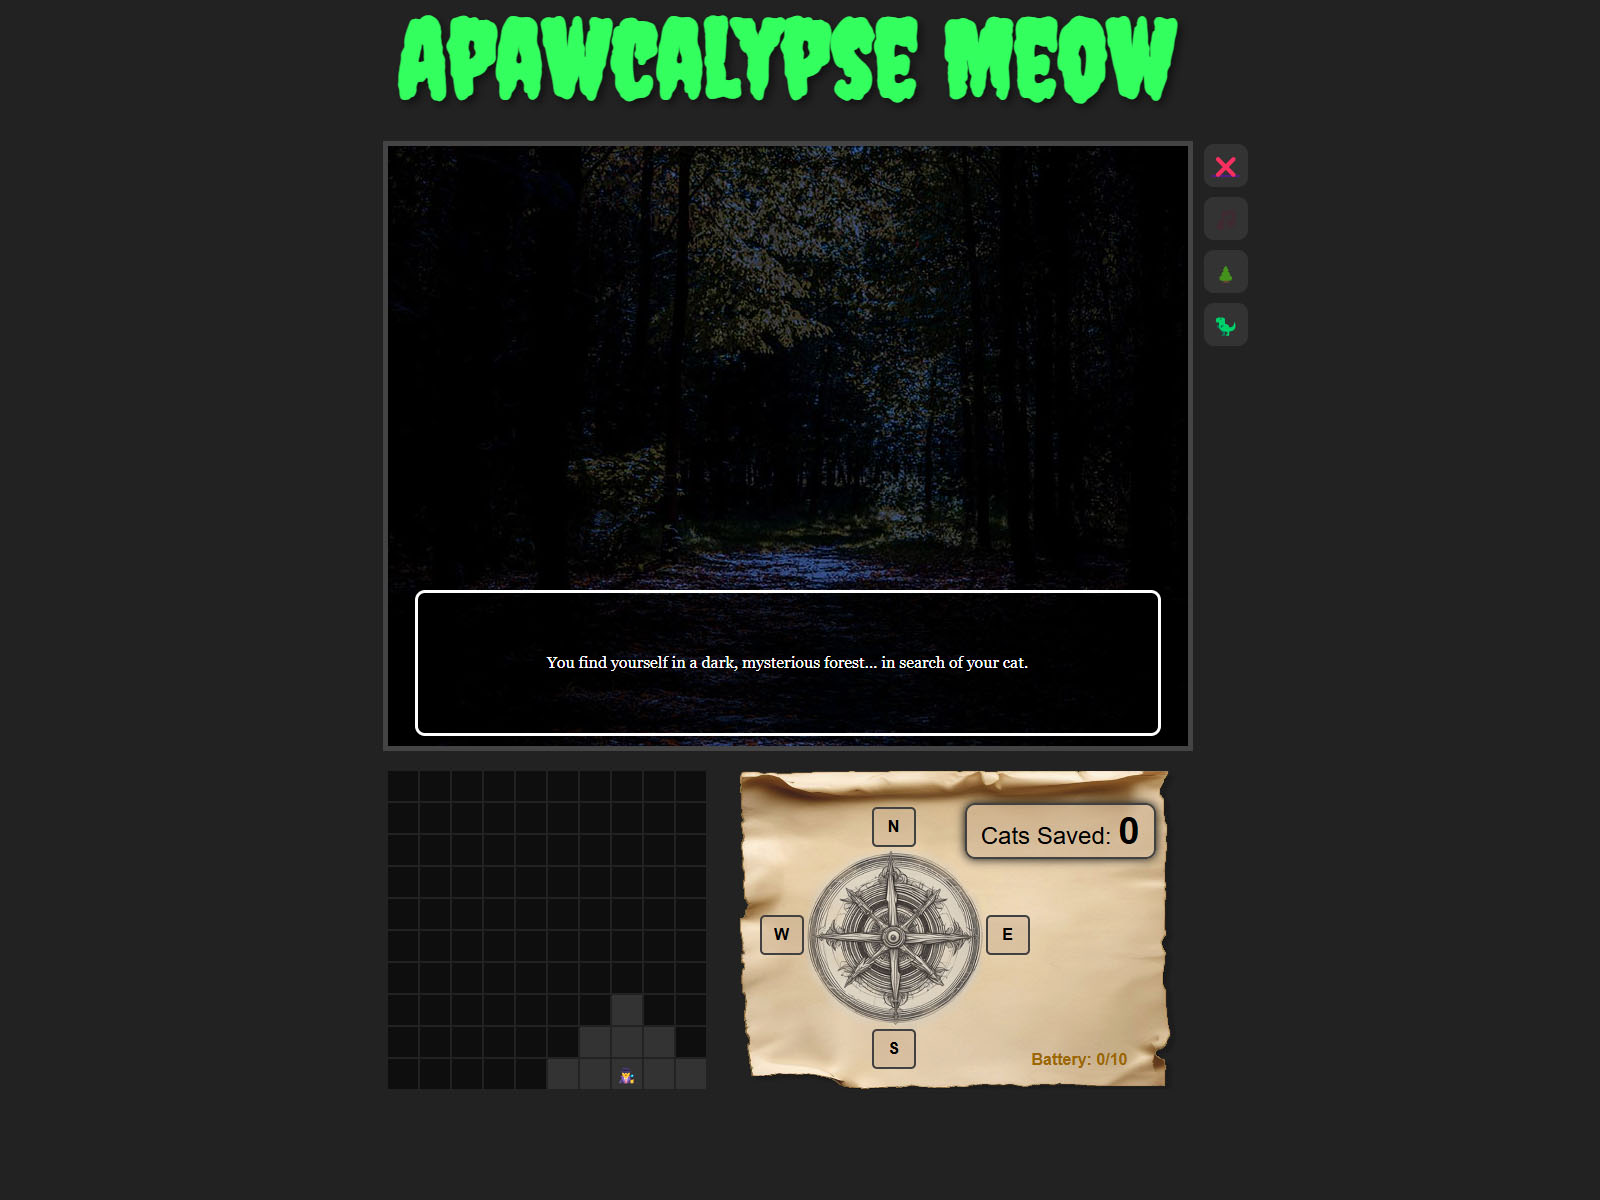 APAWCALYPSE MEOW
You find yourself in a dark, mysterious forest... in search of your cat.
N
Cats Saved: 0
W
E
S
Battery: 0/10